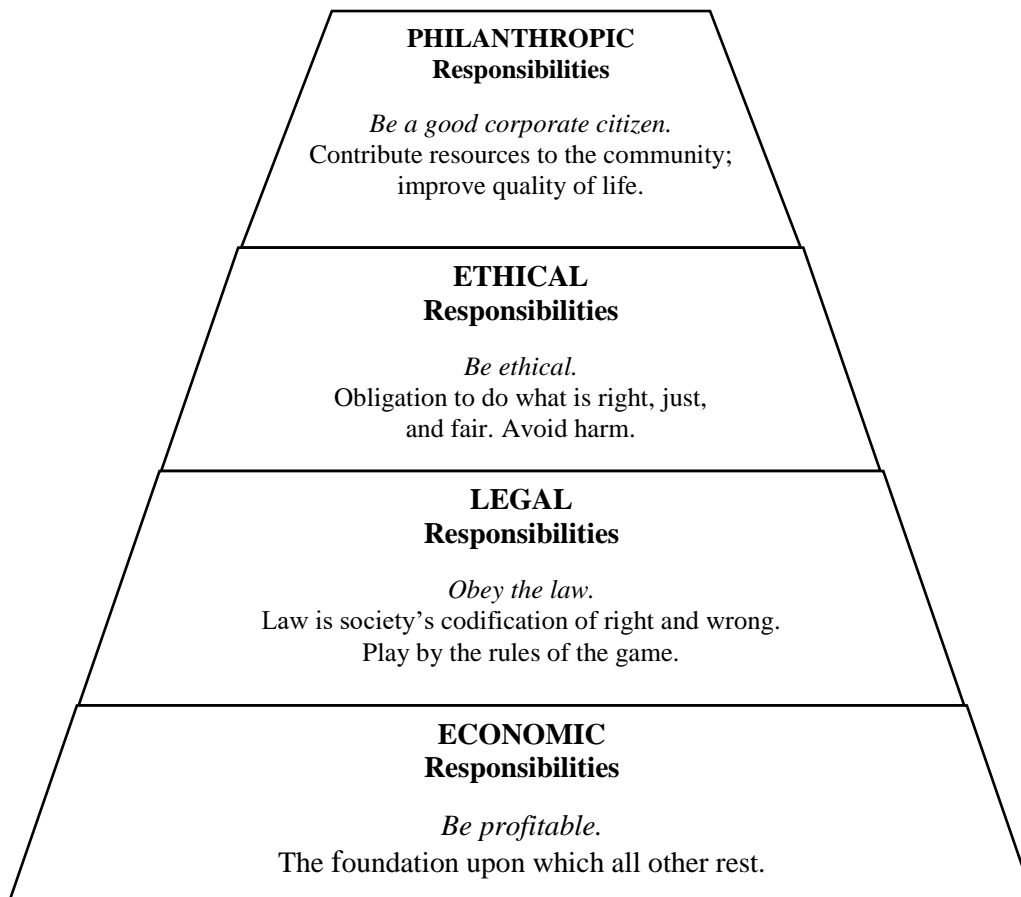 PHILANTHROPIC
Responsibilities
Be a good corporate citizen.
Contribute resources to the community;
improve quality of life.
ETHICAL
Responsibilities
Be ethical.
Obligation to do what is right, just,
and fair. Avoid harm.
LEGAL
Responsibilities
Obey the law.
Law is society’s codification of right and wrong.
Play by the rules of the game.
ECONOMIC
Responsibilities
Be profitable.
The foundation upon which all other rest.